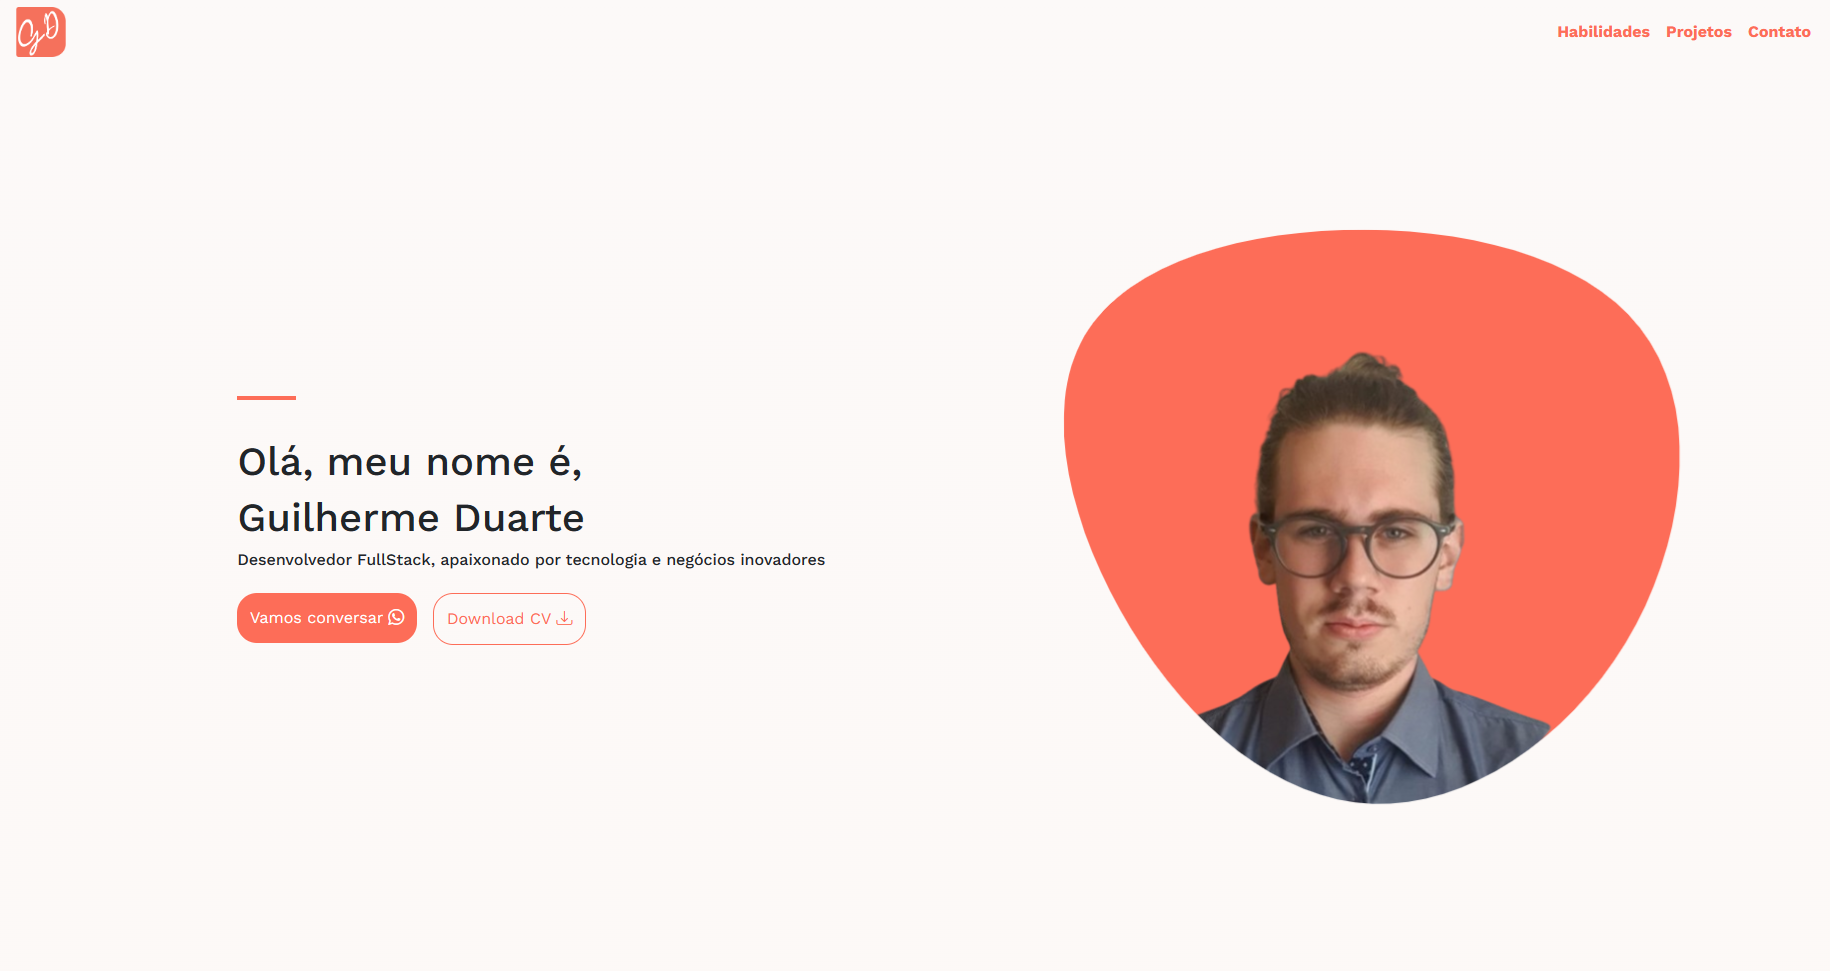 GD
Habilidades Projetos Contato
Olá, meu nome é,
Guilherme Duarte
Desenvolvedor FullStack, apaixonado por tecnologia e negócios inovadores
Vamos conversar
Download CV